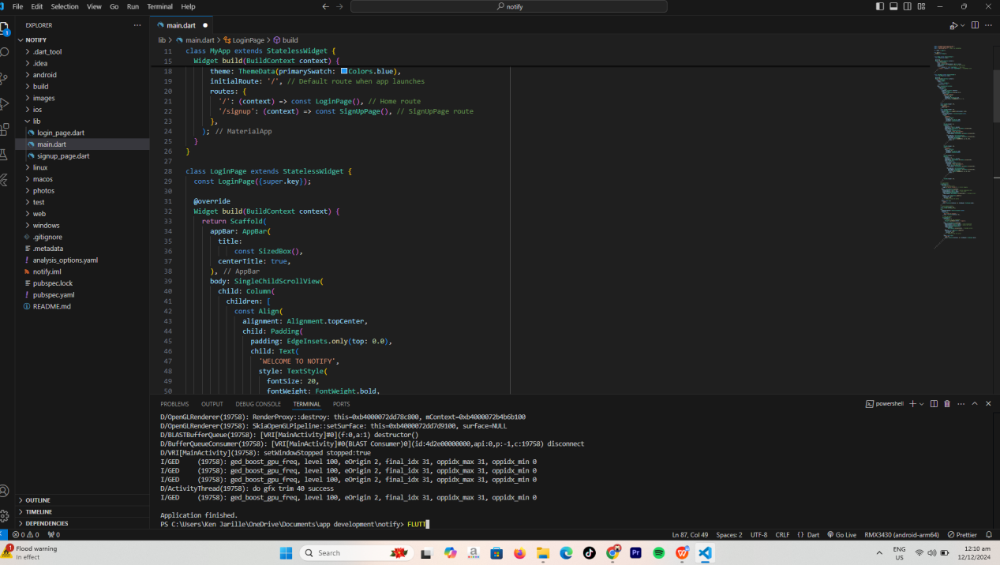 File Edit Selection View Go Run Terminal Help
notify
EXPLORER
main.dart
NOTIFY
.dart_tool
.idea
android
build
images
ios
lib
login_page.dart
main.dart
signup_page.dart
linux
macos
photos
test
web
windows
.gitignore
.metadata
analysis_options.yaml
notify.iml
pubspec.lock
pubspec.yaml
README.md
OUTLINE
TIMELINE
DEPENDENCIES
lib > main.dart > LoginPage > build
11 class MyApp extends StatelessWidget {
15 Widget build(BuildContext context) {
18 theme: ThemeData(primarySwatch: Colors.blue),
19 initialRoute: '/', // Default route when app launches
20 routes: {
21 '/': (context) => const LoginPage(), // Home route
22 '/signup': (context) => const SignUpPage(), // SignUpPage route
23 },
24 ); // MaterialApp
25 }
26 }
27
28 class LoginPage extends StatelessWidget {
29 const LoginPage({super.key});
30
31 @override
32 Widget build(BuildContext context) {
33 return Scaffold(
34 appBar: AppBar(
35 title:
36 const SizedBox(),
37 centerTitle: true,
38 ), // AppBar
39 body: SingleChildScrollView(
40 child: Column(
41 children: [
42 const Align(
43 alignment: Alignment.topCenter,
44 child: Padding(
45 padding: EdgeInsets.only(top: 0.0),
46 child: Text(
47 'WELCOME TO NOTIFY',
48 style: TextStyle(
49 fontSize: 20,
50 fontWeight: FontWeight.bold,
PROBLEMS OUTPUT DEBUG CONSOLE TERMINAL PORTS
powershell
D/OpenGLRenderer(19758): RenderProxy::destroy: this=0xb4000072dd78c800, mContext=0xb4000072b4b6b100
D/OpenGLRenderer(19758): SkiaOpenGLPipeline::setSurface: this=0xb4000072dd7d9100, surface=NULL
D/BLASTBufferQueue(19758): [VRI[MainActivity]#0](f:0,a:1) destructor()
D/BufferQueueConsumer(19758): [VRI[MainActivity]#0(BLAST Consumer)0](id:4d2e00000000,api:0,p:-1,c:19758) disconnect
D/VRI[MainActivity](19758): setWindowStopped stopped:true
I/GED (19758): ged_boost_gpu_freq, level 100, eOrigin 2, final_idx 31, oppidx_max 31, oppidx_min 0
I/GED (19758): ged_boost_gpu_freq, level 100, eOrigin 2, final_idx 31, oppidx_max 31, oppidx_min 0
I/GED (19758): ged_boost_gpu_freq, level 100, eOrigin 2, final_idx 31, oppidx_max 31, oppidx_min 0
D/ActivityThread(19758): do gfx trim 40 success
I/GED (19758): ged_boost_gpu_freq, level 100, eOrigin 2, final_idx 31, oppidx_max 31, oppidx_min 0
Application finished.
PS C:\Users\Ken Jarille\OneDrive\Documents\app development\notify> FLUTT
0 0 0 Ln 87, Col 49 Spaces: 2 UTF-8 CRLF {} Dart Go Live RMX3430 (android-arm64) Prettier
1
Flood warning
In effect
Search
ENG
US
12:10 am
12/12/2024